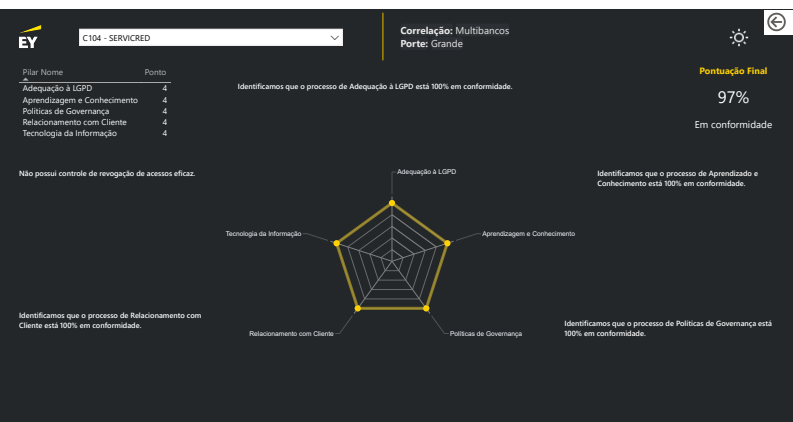 EY
C104 - SERVICRED
Correlação: Multibancos
Porte: Grande
Pilar Nome Ponto
Adequação à LGPD 4
Aprendizagem e Conhecimento 4
Políticas de Governança 4
Relacionamento com Cliente 4
Tecnologia da Informação 4
Identificamos que o processo de Adequação à LGPD está 100% em conformidade.
Pontuação Final
97%
Em conformidade
Não possui controle de revogação de acessos eficaz.
Adequação à LGPD
Identificamos que o processo de Aprendizado e
Conhecimento está 100% em conformidade.
Tecnologia da Informação
Aprendizagem e Conhecimento
Identificamos que o processo de Relacionamento com
Cliente está 100% em conformidade.
Relacionamento com Cliente
Políticas de Governança
Identificamos que o processo de Políticas de Governança está
100% em conformidade.